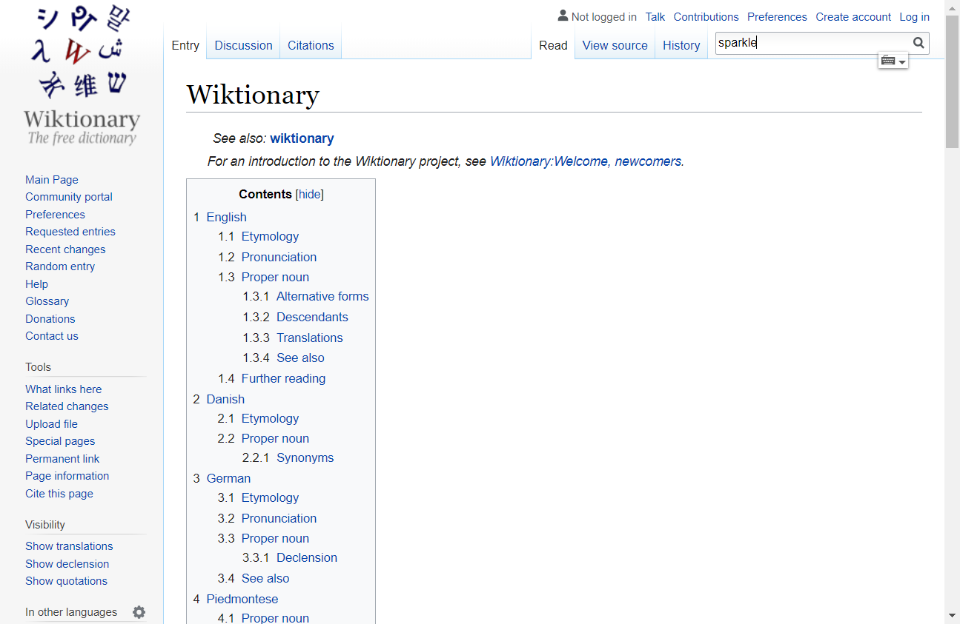 Wiktionary
The free dictionary
Main Page
Community portal
Preferences
Requested entries
Recent changes
Random entry
Help
Glossary
Donations
Contact us
Tools
What links here
Related changes
Upload file
Special pages
Permanent link
Page information
Cite this page
Visibility
Show translations
Show declension
Show quotations
In other languages
Not logged in Talk Contributions Preferences Create account Log in
Entry Discussion Citations Read View source History sparkle
Wiktionary
See also: wiktionary
For an introduction to the Wiktionary project, see Wiktionary:Welcome, newcomers.
Contents [hide]
1 English
1.1 Etymology
1.2 Pronunciation
1.3 Proper noun
1.3.1 Alternative forms
1.3.2 Descendants
1.3.3 Translations
1.3.4 See also
1.4 Further reading
2 Danish
2.1 Etymology
2.2 Proper noun
2.2.1 Synonyms
3 German
3.1 Etymology
3.2 Pronunciation
3.3 Proper noun
3.3.1 Declension
3.4 See also
4 Piedmontese
4.1 Proper noun